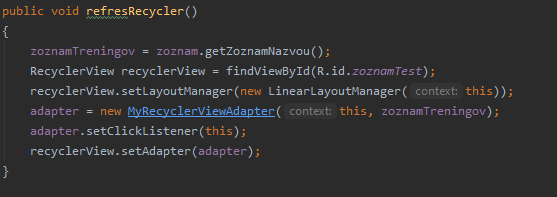 public void refresRecycler()
{
zoznamTreningov = zoznam.getZoznamNazvou();
RecyclerView recyclerView = findViewById(R.id.zoznamTest);
recyclerView.setLayoutManager(new LinearLayoutManager( context: this));
adapter = new MyRecyclerViewAdapter( context: this, zoznamTreningov);
adapter.setClickListener(this);
recyclerView.setAdapter(adapter);
}